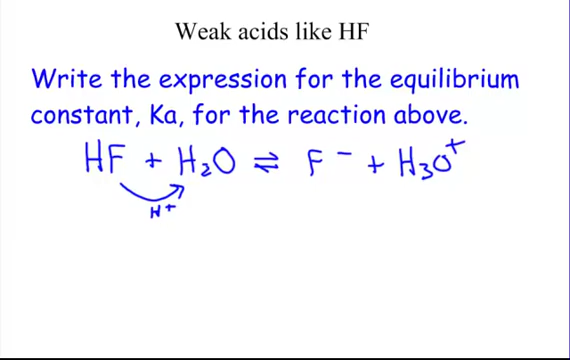 Weak acids like HF
Write the expression for the equilibrium
constant, Ka, for the reaction above.
HF + H₂O ⇌ F⁻ + H₃O⁺
H⁺